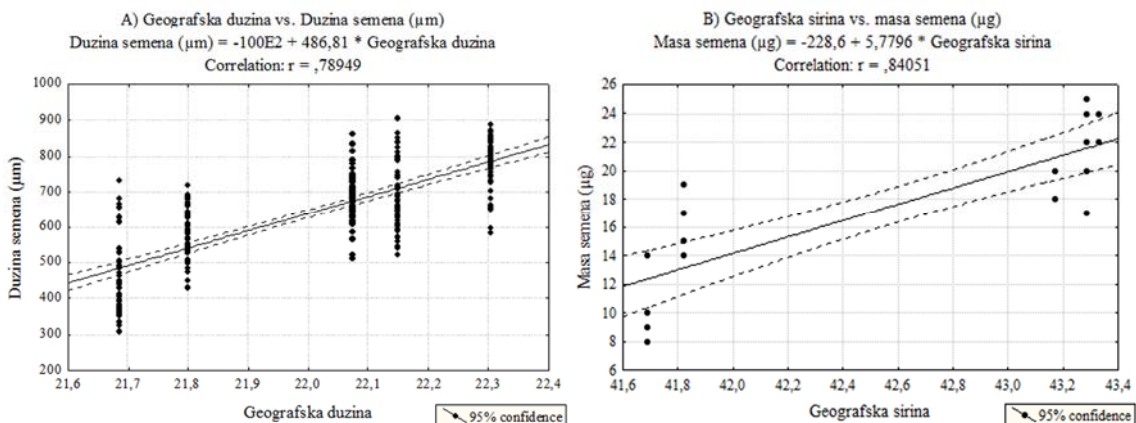 A) Geografska duzina vs. Duzina semena (µm)
Duzina semena (µm) = -100E2 + 486,81 * Geografska duzina
Correlation: r = ,78949
Duzina semena (µm)
1000
900
800
700
600
500
400
300
200
21,6 21,7 21,8 21,9 22,0 22,1 22,2 22,3 22,4
Geografska duzina
95% confidence
B) Geografska sirina vs. masa semena (µg)
Masa semena (µg) = -228,6 + 5,7796 * Geografska sirina
Correlation: r = ,84051
Masa semena (µg)
26
24
22
20
18
16
14
12
10
8
6
41,6 41,8 42,0 42,2 42,4 42,6 42,8 43,0 43,2 43,4
Geografska sirina
95% confidence